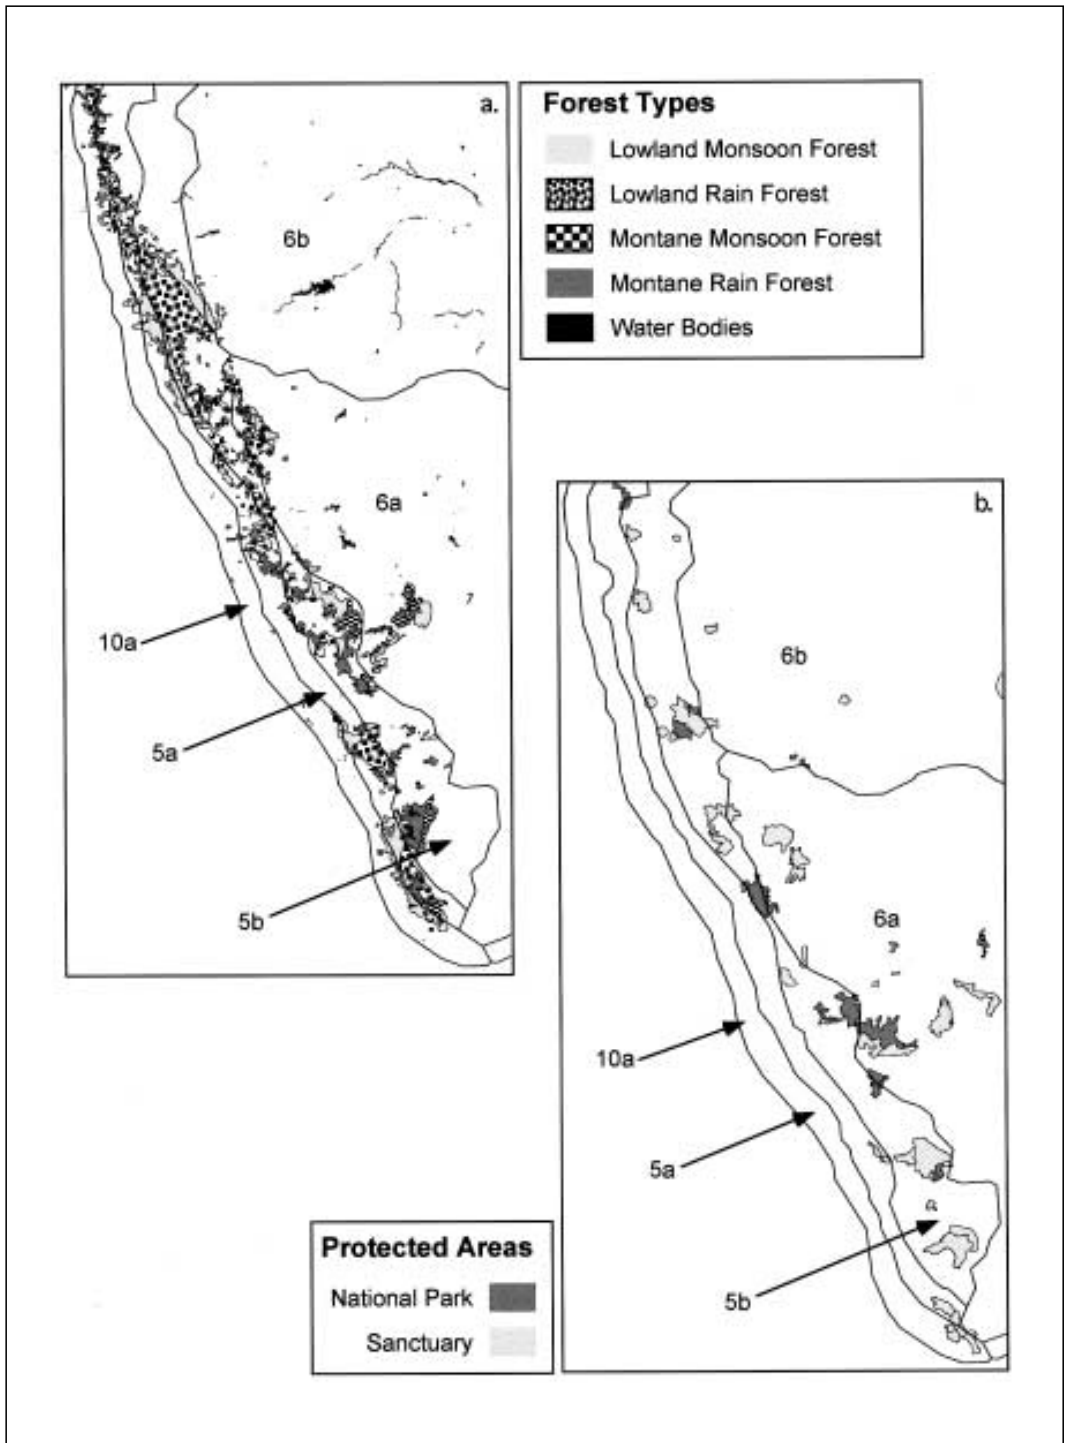 a.
6b
6a
10a
5a
5b
Forest Types
Lowland Monsoon Forest
Lowland Rain Forest
Montane Monsoon Forest
Montane Rain Forest
Water Bodies
b.
6b
6a
10a
5a
5b
Protected Areas
National Park
Sanctuary